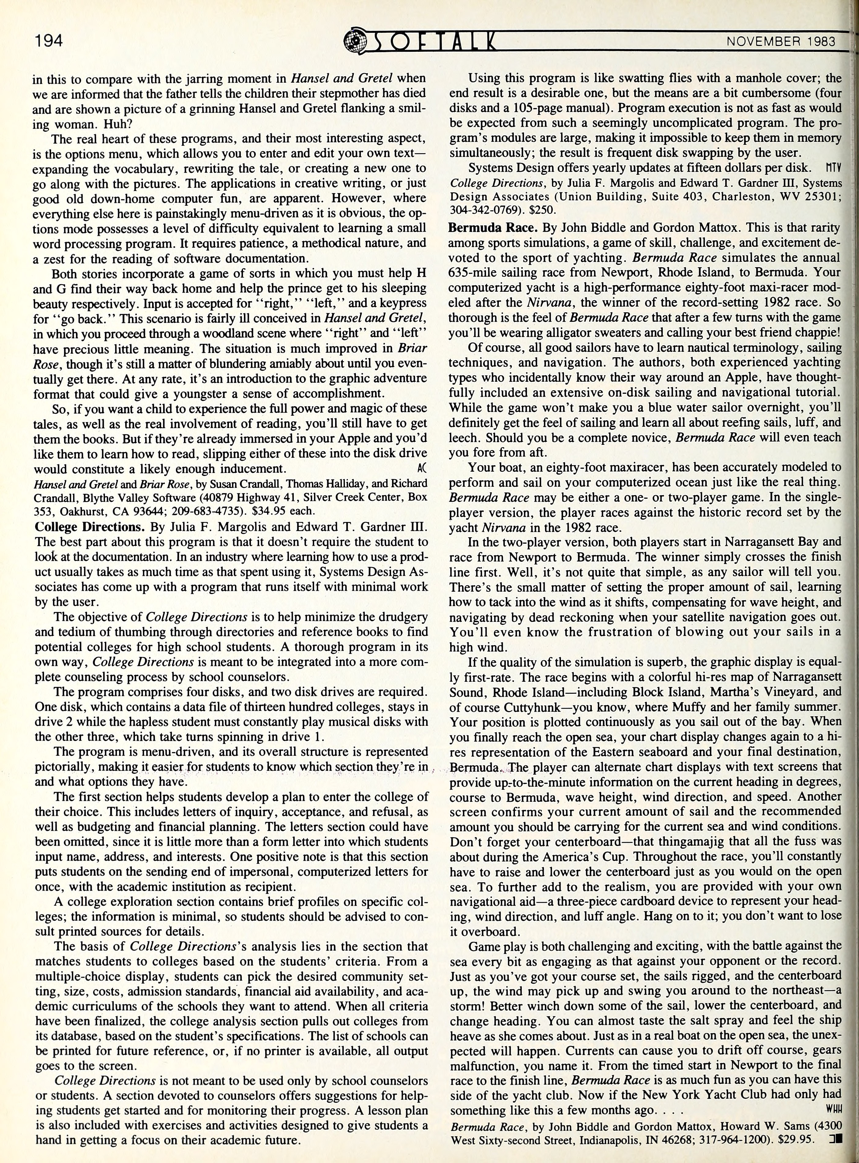 194
SOFTALK
NOVEMBER 1983
in this to compare with the jarring moment in Hansel and Gretel when
we are informed that the father tells the children their stepmother has died
and are shown a picture of a grinning Hansel and Gretel flanking a smil-
ing woman. Huh?
The real heart of these programs, and their most interesting aspect,
is the options menu, which allows you to enter and edit your own text—
expanding the vocabulary, rewriting the tale, or creating a new one to
go along with the pictures. The applications in creative writing, or just
good old down-home computer fun, are apparent. However, where
everything else here is painstakingly menu-driven as it is obvious, the op-
tions mode possesses a level of difficulty equivalent to learning a small
word processing program. It requires patience, a methodical nature, and
a zest for the reading of software documentation.
Both stories incorporate a game of sorts in which you must help H
and G find their way back home and help the prince get to his sleeping
beauty respectively. Input is accepted for "right," "left," and a keypress
for "go back." This scenario is fairly ill conceived in Hansel and Gretel,
in which you proceed through a woodland scene where "right" and "left"
have precious little meaning. The situation is much improved in Briar
Rose, though it's still a matter of blundering amiably about until you even-
tually get there. At any rate, it's an introduction to the graphic adventure
format that could give a youngster a sense of accomplishment.
So, if you want a child to experience the full power and magic of these
tales, as well as the real involvement of reading, you'll still have to get
them the books. But if they're already immersed in your Apple and you'd
like them to learn how to read, slipping either of these into the disk drive
would constitute a likely enough inducement. AC
Hansel and Gretel and Briar Rose, by Susan Crandall, Thomas Halliday, and Richard
Crandall, Blythe Valley Software (40879 Highway 41, Silver Creek Center, Box
353, Oakhurst, CA 93644; 209-683-4735). $34.95 each.
College Directions. By Julia F. Margolis and Edward T. Gardner III.
The best part about this program is that it doesn't require the student to
look at the documentation. In an industry where learning how to use a prod-
uct usually takes as much time as that spent using it, Systems Design As-
sociates has come up with a program that runs itself with minimal work
by the user.
The objective of College Directions is to help minimize the drudgery
and tedium of thumbing through directories and reference books to find
potential colleges for high school students. A thorough program in its
own way, College Directions is meant to be integrated into a more com-
plete counseling process by school counselors.
The program comprises four disks, and two disk drives are required.
One disk, which contains a data file of thirteen hundred colleges, stays in
drive 2 while the hapless student must constantly play musical disks with
the other three, which take turns spinning in drive 1.
The program is menu-driven, and its overall structure is represented
pictorially, making it easier for students to know which section they're in
and what options they have.
The first section helps students develop a plan to enter the college of
their choice. This includes letters of inquiry, acceptance, and refusal, as
well as budgeting and financial planning. The letters section could have
been omitted, since it is little more than a form letter into which students
input name, address, and interests. One positive note is that this section
puts students on the sending end of impersonal, computerized letters for
once, with the academic institution as recipient.
A college exploration section contains brief profiles on specific col-
leges; the information is minimal, so students should be advised to con-
sult printed sources for details.
The basis of College Directions's analysis lies in the section that
matches students to colleges based on the students' criteria. From a
multiple-choice display, students can pick the desired community set-
ting, size, costs, admission standards, financial aid availability, and aca-
demic curriculums of the schools they want to attend. When all criteria
have been finalized, the college analysis section pulls out colleges from
its database, based on the student's specifications. The list of schools can
be printed for future reference, or, if no printer is available, all output
goes to the screen.
College Directions is not meant to be used only by school counselors
or students. A section devoted to counselors offers suggestions for help-
ing students get started and for monitoring their progress. A lesson plan
is also included with exercises and activities designed to give students a
hand in getting a focus on their academic future.
Using this program is like swatting flies with a manhole cover; the
end result is a desirable one, but the means are a bit cumbersome (four
disks and a 105-page manual). Program execution is not as fast as would
be expected from such a seemingly uncomplicated program. The pro-
gram's modules are large, making it impossible to keep them in memory
simultaneously; the result is frequent disk swapping by the user.
Systems Design offers yearly updates at fifteen dollars per disk. MTV
College Directions, by Julia F. Margolis and Edward T. Gardner III, Systems
Design Associates (Union Building, Suite 403, Charleston, WV 25301;
304-342-0769). $250.
Bermuda Race. By John Biddle and Gordon Mattox. This is that rarity
among sports simulations, a game of skill, challenge, and excitement de-
voted to the sport of yachting. Bermuda Race simulates the annual
635-mile sailing race from Newport, Rhode Island, to Bermuda. Your
computerized yacht is a high-performance eighty-foot maxi-racer mod-
eled after the Nirvana, the winner of the record-setting 1982 race. So
thorough is the feel of Bermuda Race that after a few turns with the game
you'll be wearing alligator sweaters and calling your best friend chappie!
Of course, all good sailors have to learn nautical terminology, sailing
techniques, and navigation. The authors, both experienced yachting
types who incidentally know their way around an Apple, have thought-
fully included an extensive on-disk sailing and navigational tutorial.
While the game won't make you a blue water sailor overnight, you'll
definitely get the feel of sailing and learn all about reefing sails, luff, and
leech. Should you be a complete novice, Bermuda Race will even teach
you fore from aft.
Your boat, an eighty-foot maxiracer, has been accurately modeled to
perform and sail on your computerized ocean just like the real thing.
Bermuda Race may be either a one- or two-player game. In the single-
player version, the player races against the historic record set by the
yacht Nirvana in the 1982 race.
In the two-player version, both players start in Narragansett Bay and
race from Newport to Bermuda. The winner simply crosses the finish
line first. Well, it's not quite that simple, as any sailor will tell you.
There's the small matter of setting the proper amount of sail, learning
how to tack into the wind as it shifts, compensating for wave height, and
navigating by dead reckoning when your satellite navigation goes out.
You'll even know the frustration of blowing out your sails in a
high wind.
If the quality of the simulation is superb, the graphic display is equal-
ly first-rate. The race begins with a colorful hi-res map of Narragansett
Sound, Rhode Island—including Block Island, Martha's Vineyard, and
of course Cuttyhunk—you know, where Muffy and her family summer.
Your position is plotted continuously as you sail out of the bay. When
you finally reach the open sea, your chart display changes again to a hi-
res representation of the Eastern seaboard and your final destination,
Bermuda. The player can alternate chart displays with text screens that
provide up-to-the-minute information on the current heading in degrees,
course to Bermuda, wave height, wind direction, and speed. Another
screen confirms your current amount of sail and the recommended
amount you should be carrying for the current sea and wind conditions.
Don't forget your centerboard—that thingamajig that all the fuss was
about during the America's Cup. Throughout the race, you'll constantly
have to raise and lower the centerboard just as you would on the open
sea. To further add to the realism, you are provided with your own
navigational aid—a three-piece cardboard device to represent your head-
ing, wind direction, and luff angle. Hang on to it; you don't want to lose
it overboard.
Game play is both challenging and exciting, with the battle against the
sea every bit as engaging as that against your opponent or the record.
Just as you've got your course set, the sails rigged, and the centerboard
up, the wind may pick up and swing you around to the northeast—a
storm! Better winch down some of the sail, lower the centerboard, and
change heading. You can almost taste the salt spray and feel the ship
heave as she comes about. Just as in a real boat on the open sea, the unex-
pected will happen. Currents can cause you to drift off course, gears
malfunction, you name it. From the timed start in Newport to the final
race to the finish line, Bermuda Race is as much fun as you can have this
side of the yacht club. Now if the New York Yacht Club had only had
something like this a few months ago. . . . WHH
Bermuda Race, by John Biddle and Gordon Mattox, Howard W. Sams (4300
West Sixty-second Street, Indianapolis, IN 46268; 317-964-1200). $29.95.